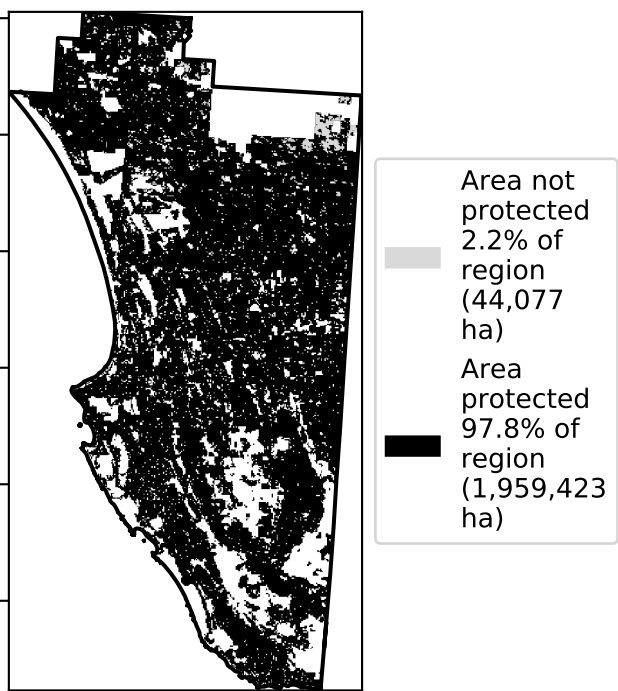 Area not
protected
2.2% of
region
(44,077
ha)
Area
protected
97.8% of
region
(1,959,423
ha)